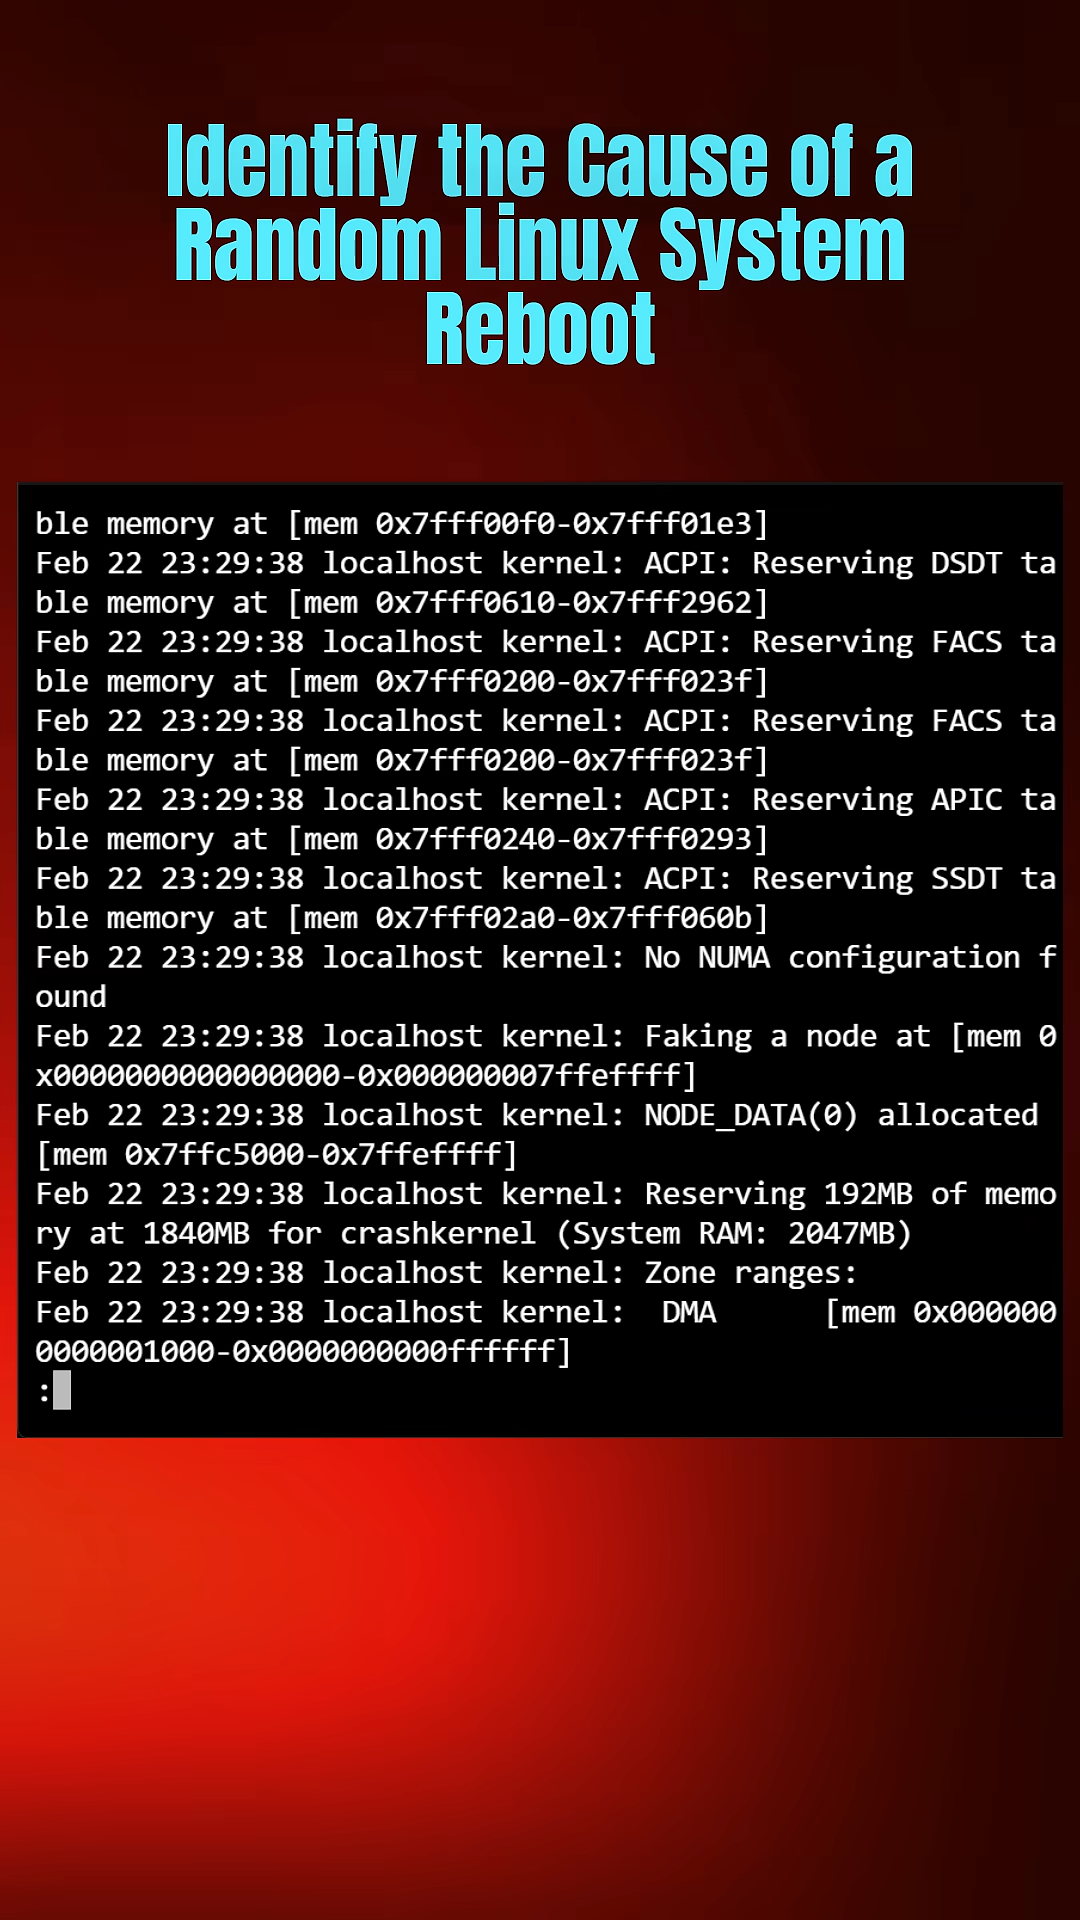 Identify the Cause of a
Random Linux System
Reboot
ble memory at [mem 0x7fff00f0-0x7fff01e3]
Feb 22 23:29:38 localhost kernel: ACPI: Reserving DSDT ta
ble memory at [mem 0x7fff0610-0x7fff2962]
Feb 22 23:29:38 localhost kernel: ACPI: Reserving FACS ta
ble memory at [mem 0x7fff0200-0x7fff023f]
Feb 22 23:29:38 localhost kernel: ACPI: Reserving FACS ta
ble memory at [mem 0x7fff0200-0x7fff023f]
Feb 22 23:29:38 localhost kernel: ACPI: Reserving APIC ta
ble memory at [mem 0x7fff0240-0x7fff0293]
Feb 22 23:29:38 localhost kernel: ACPI: Reserving SSDT ta
ble memory at [mem 0x7fff02a0-0x7fff060b]
Feb 22 23:29:38 localhost kernel: No NUMA configuration f
ound
Feb 22 23:29:38 localhost kernel: Faking a node at [mem 0
x0000000000000000-0x000000007ffeffff]
Feb 22 23:29:38 localhost kernel: NODE_DATA(0) allocated
[mem 0x7ffc5000-0x7ffeffff]
Feb 22 23:29:38 localhost kernel: Reserving 192MB of memo
ry at 1840MB for crashkernel (System RAM: 2047MB)
Feb 22 23:29:38 localhost kernel: Zone ranges:
Feb 22 23:29:38 localhost kernel:  DMA      [mem 0x000000
0000001000-0x0000000000ffffff]
: